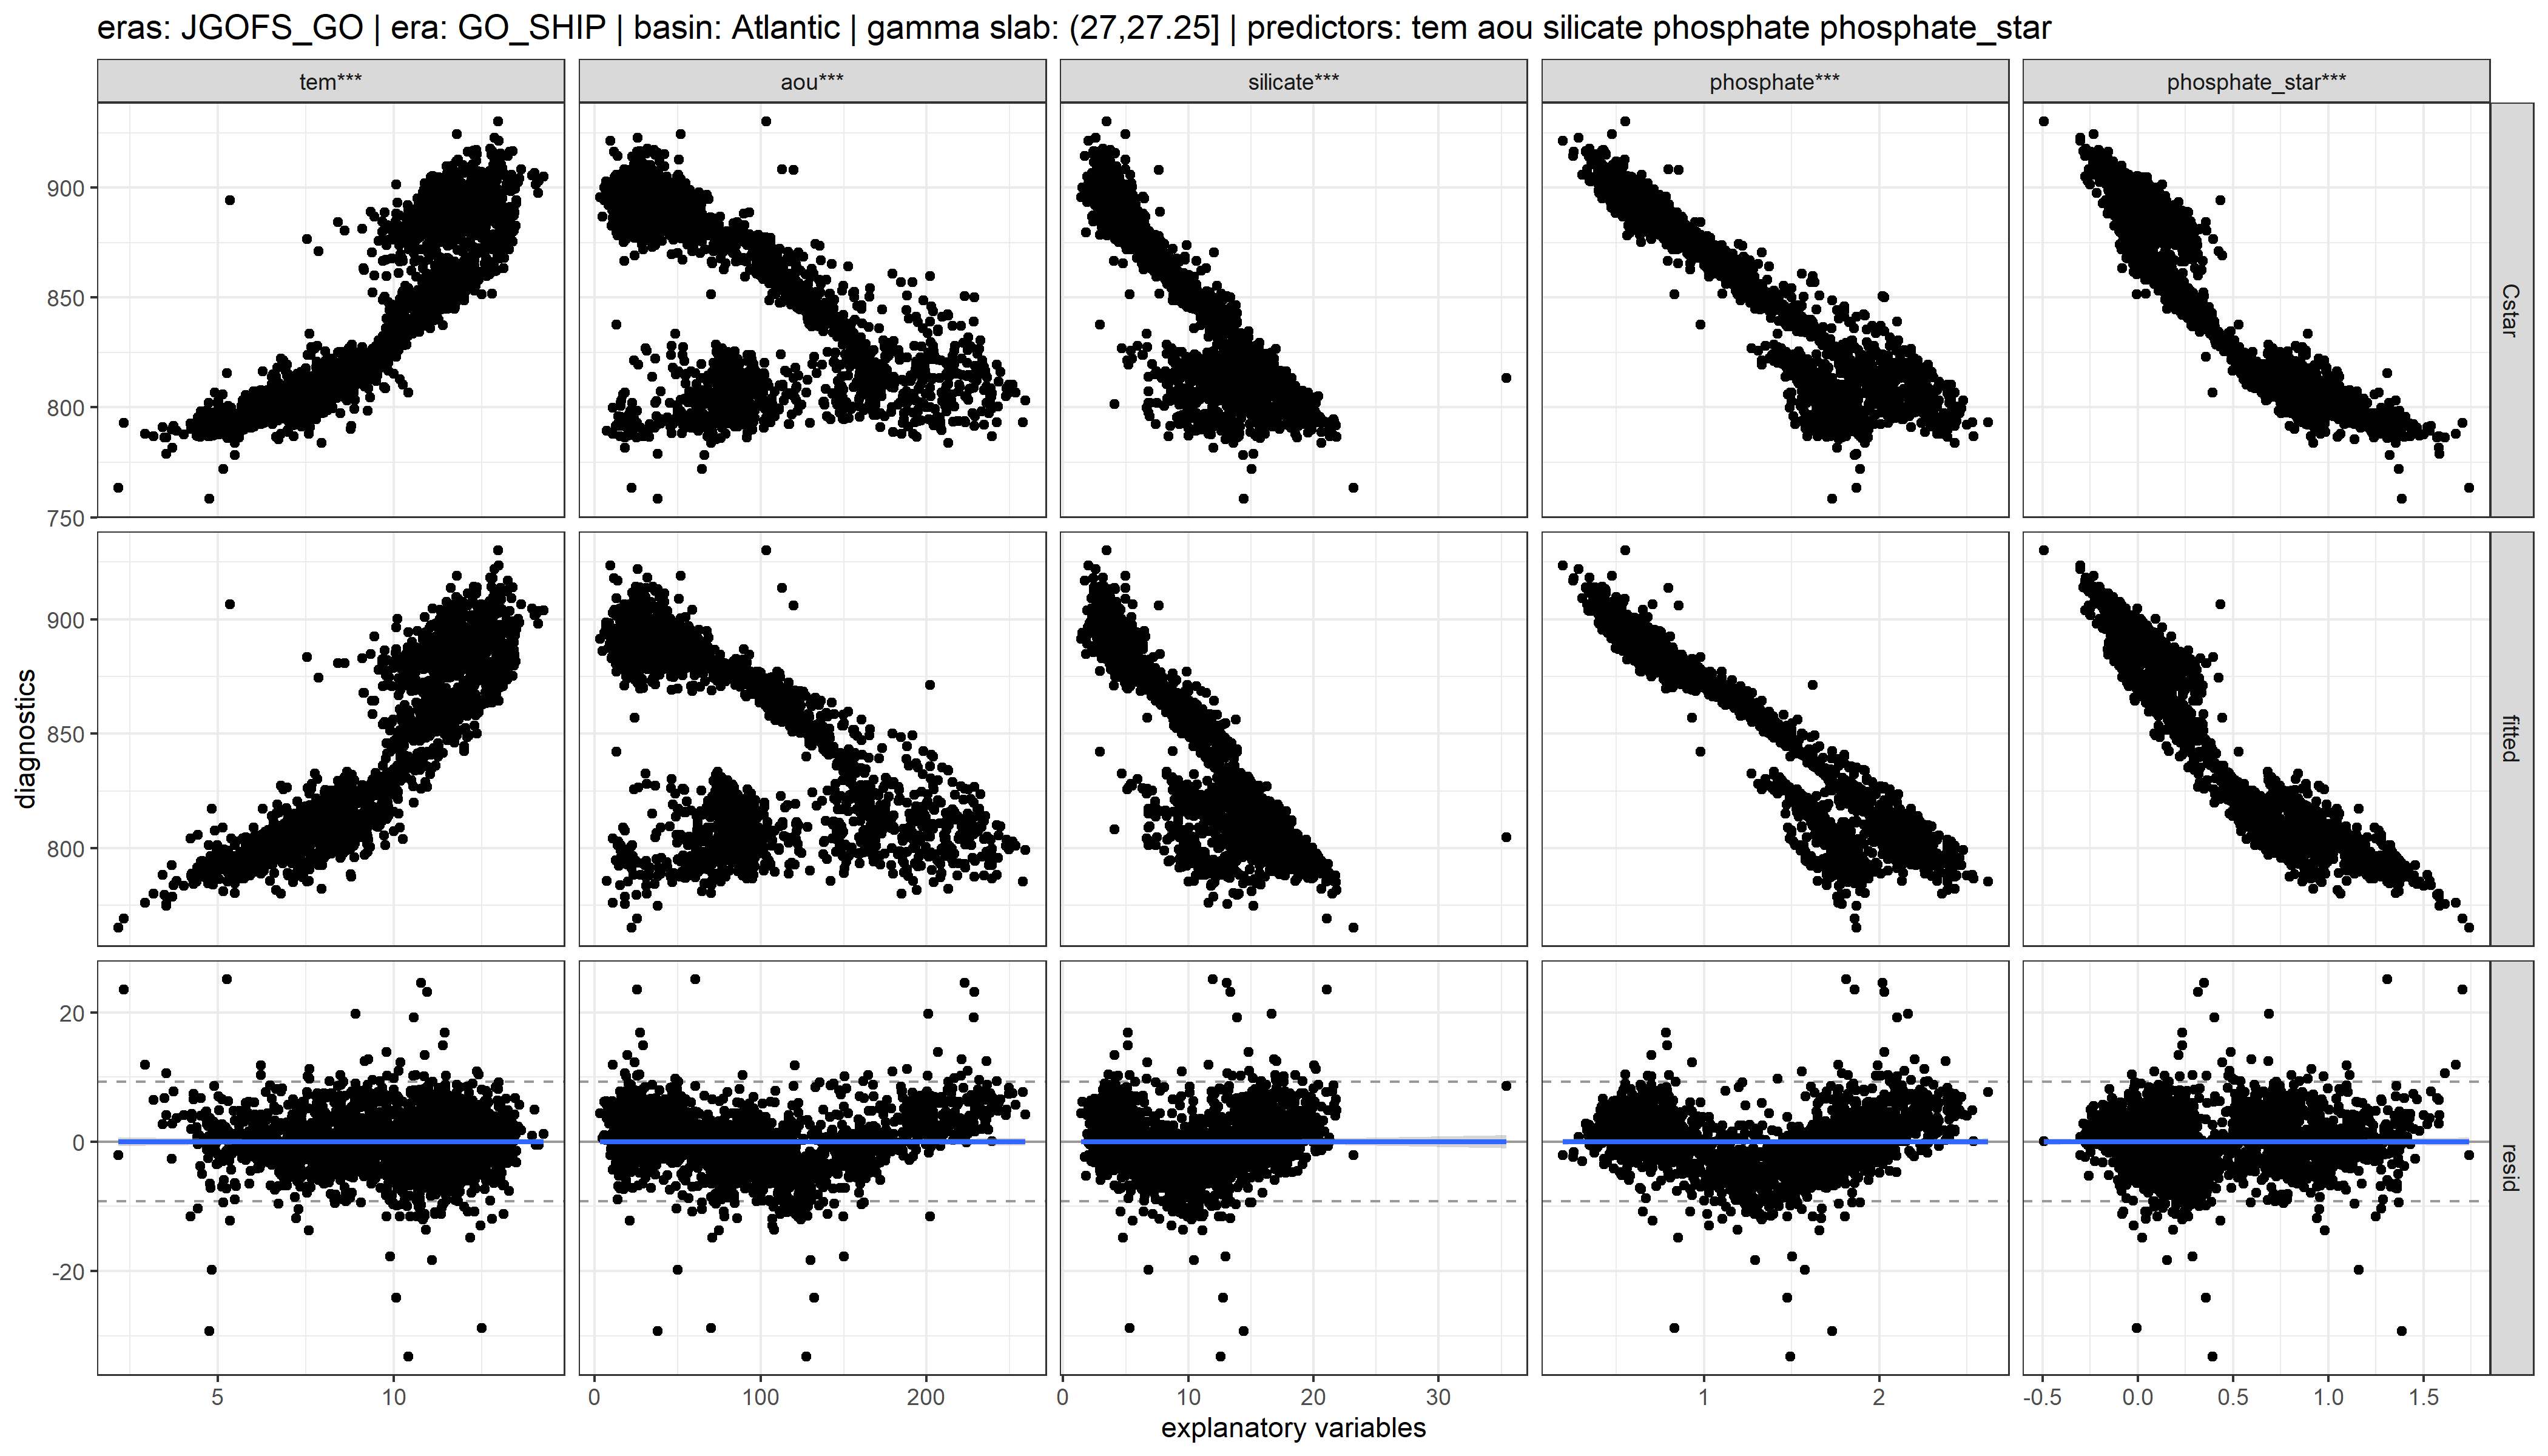 eras: JGOFS_GO | era: GO_SHIP | basin: Atlantic | gamma slab: (27,27.25] | predictors: tem aou silicate phosphate phosphate_star
tem*** aou*** silicate*** phosphate*** phosphate_star***
900
850
800
750
Cstar
900
850
800
fitted
diagnostics
20
0
-20
resid
5 10 0 100 200 0 10 20 30 1 2 -0.5 0.0 0.5 1.0 1.5
explanatory variables